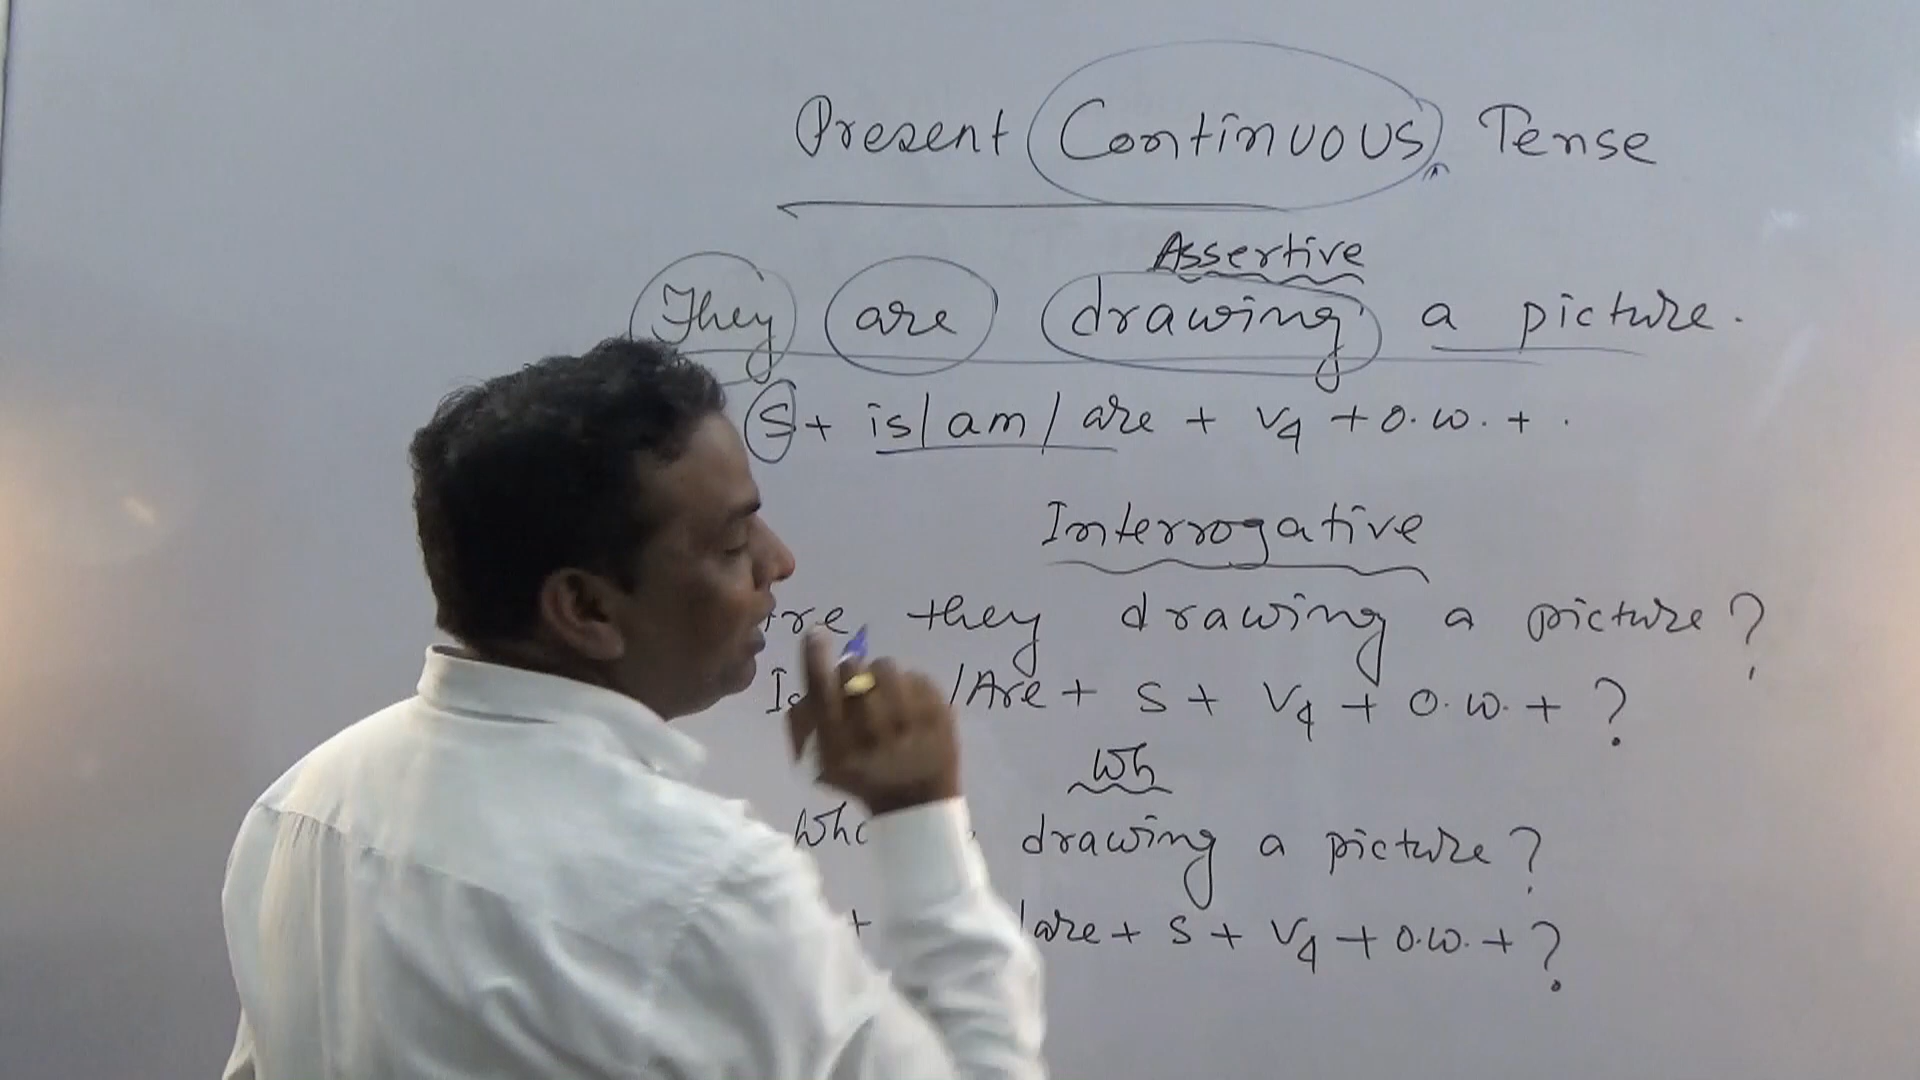 Present Continuous Tense
Assertive
They are drawing a picture.
S + is/am/are + V4 + O.W. + .
Interrogative
they drawing a picture?
/Are + S + V4 + O.W. + ?
Wh
drawing a picture?
+ /are + S + V4 + O.W. + ?